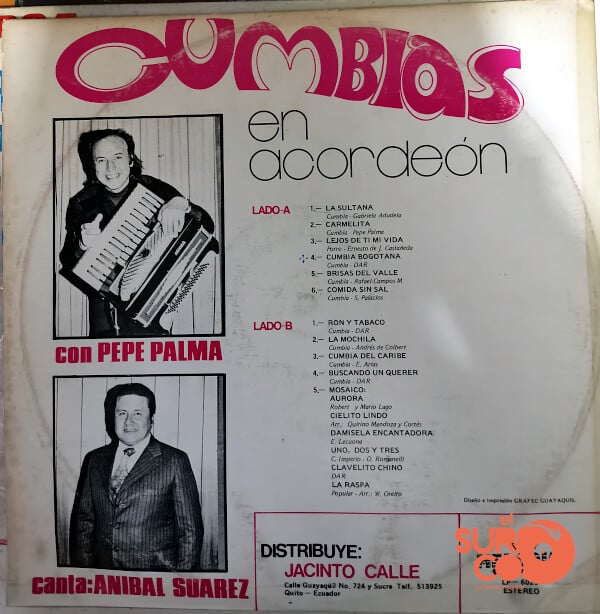 CUMBIAS
en
acordeón
LADO-A
1.— LA SULTANA
Cumbia - Gabriela Adudela
2.— CARMELITA
Cumbia - Pepe Palma
3.— LEJOS DE TI MI VIDA
Porro - Ernesto de J. Castañeda
4.— CUMBIA BOGOTANA
Cumbia - DAR
5.— BRISAS DEL VALLE
Cumbia - Rafael Campos M.
6.— COMIDA SIN SAL
Cumbia - S. Palacios
LADO-B
1.— RON Y TABACO
Cumbia - DAR
2.— LA MOCHILA
Cumbia - Andrés de Colbert
3.— CUMBIA DEL CARIBE
Cumbia - E. Arias
4.— BUSCANDO UN QUERER
Cumbia - DAR
5.— MOSAICO:
AURORA
Robert y Mario Lago
CIELITO LINDO
Arr.: Quirino Mendoza y Cortés
DAMISELA ENCANTADORA
E. Lecuona
UNO, DOS Y TRES
C. Imperio - O.
CLAVELITO CHINO
DAR
LA RASPA
Popular - Arr.: W. Oneiro
con PEPE PALMA
canta: ANIBAL SUAREZ
Diseño e Impresión GRAFEC GUAYAQUIL
DISTRIBUYE:
JACINTO CALLE
Calle Guayaquil No. 724 y Sucre Telf. 513925
Quito — Ecuador
el
SURCO
ESTEREO